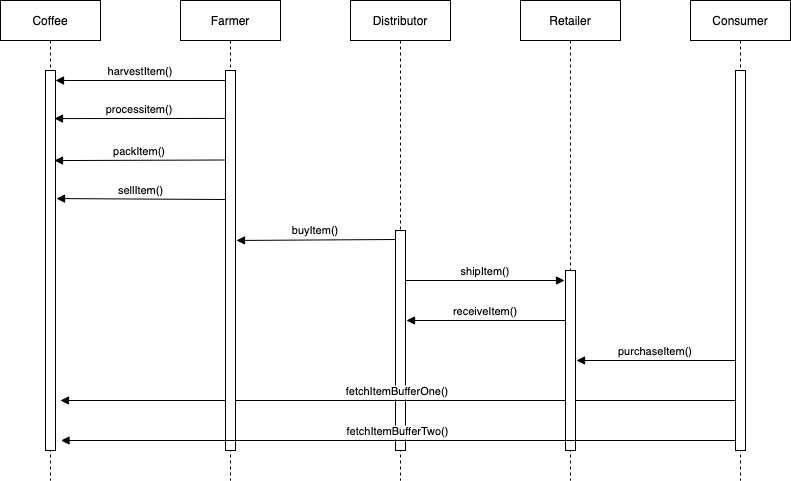 Coffee
Farmer
Distributor
Retailer
Consumer
harvestItem()
processitem()
packItem()
sellItem()
buyItem()
shipItem()
receiveItem()
purchaseItem()
fetchItemBufferOne()
fetchItemBufferTwo()